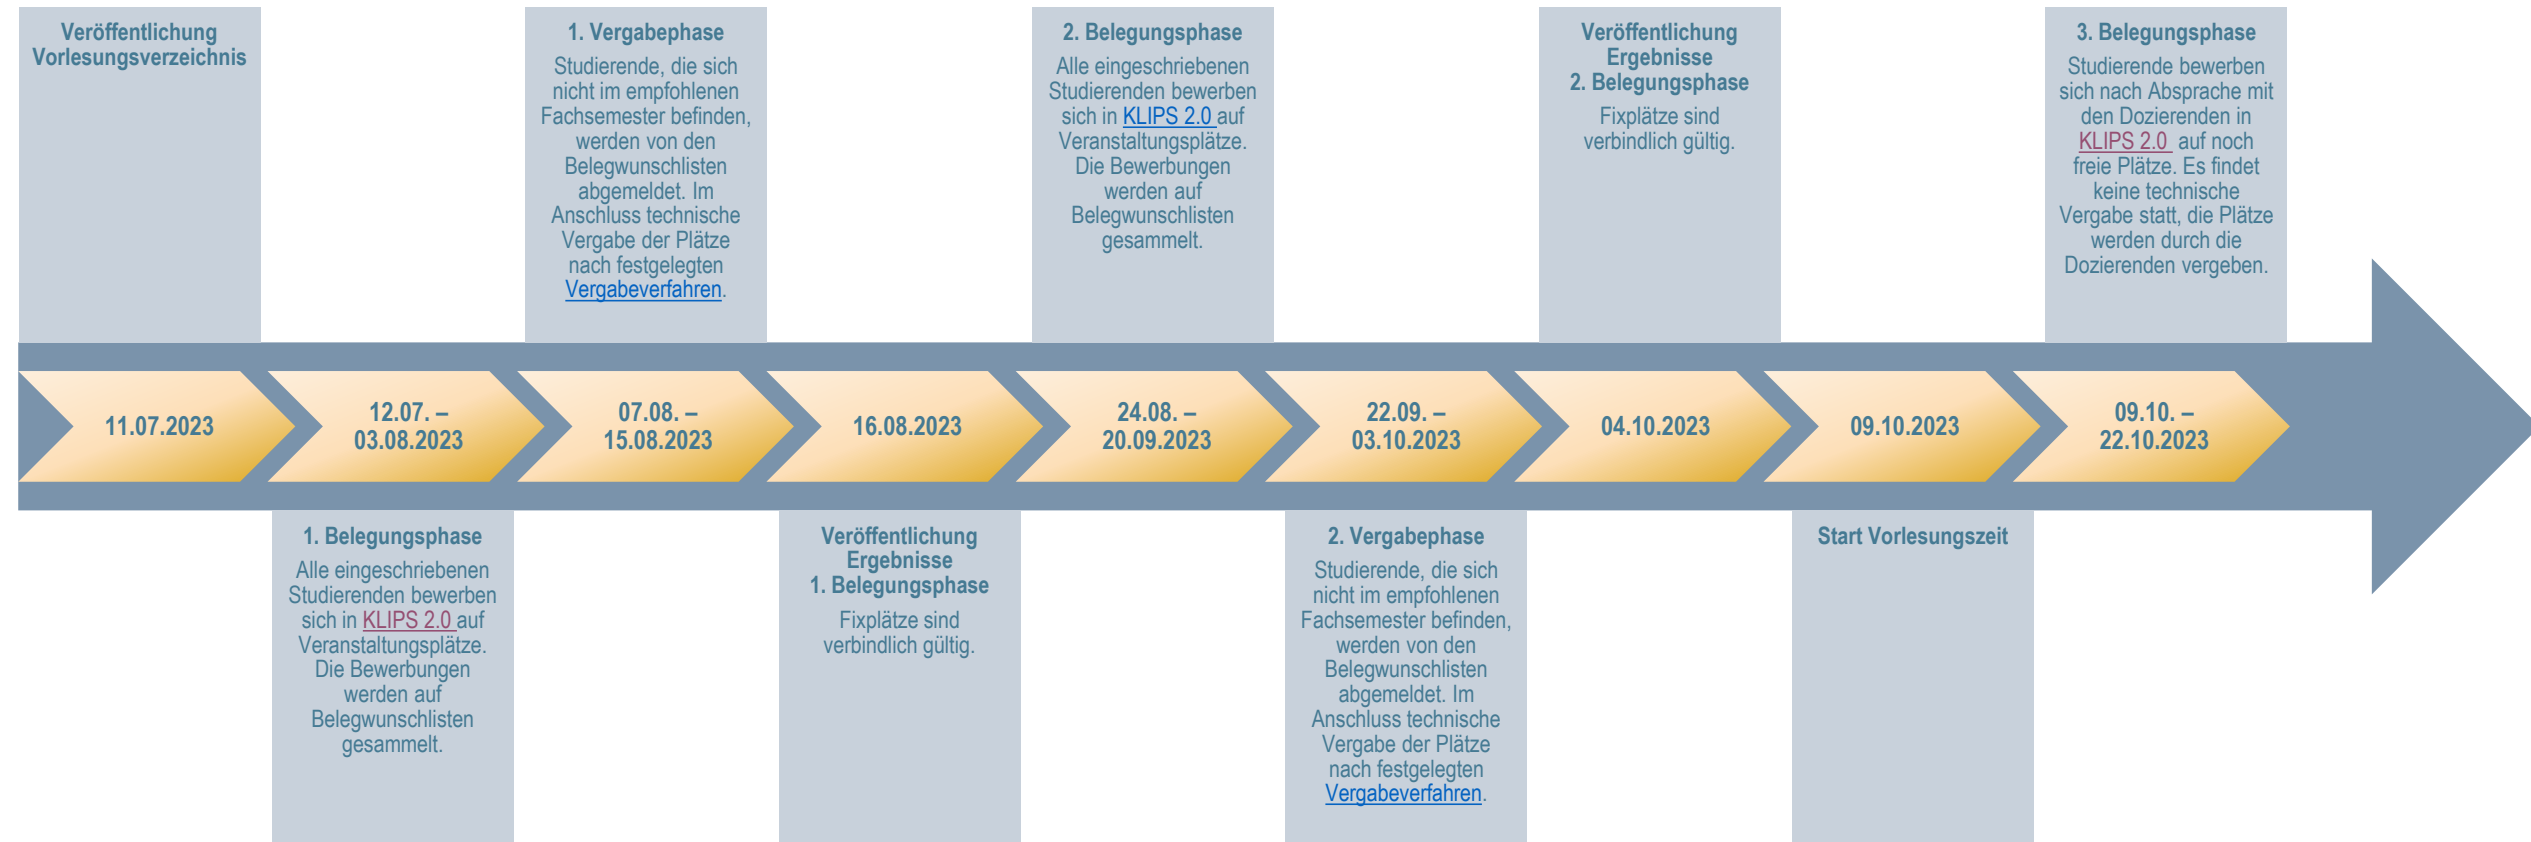 Veröffentlichung
Vorlesungsverzeichnis
1. Vergabephase
Studierende, die sich
nicht im empfohlenen
Fachsemester befinden,
werden von den
Belegwunschlisten
abgemeldet. Im
Anschluss technische
Vergabe der Plätze
nach festgelegten
Vergabeverfahren.
2. Belegungsphase
Alle eingeschriebenen
Studierenden bewerben
sich in KLIPS 2.0 auf
Veranstaltungsplätze.
Die Bewerbungen
werden auf
Belegwunschlisten
gesammelt.
Veröffentlichung
Ergebnisse
2. Belegungsphase
Fixplätze sind
verbindlich gültig.
3. Belegungsphase
Studierende bewerben
sich nach Absprache mit
den Dozierenden in
KLIPS 2.0 auf noch
freie Plätze. Es findet
keine technische
Vergabe statt, die Plätze
werden durch die
Dozierenden vergeben.
11.07.2023
12.07. –
03.08.2023
07.08. –
15.08.2023
16.08.2023
24.08. –
20.09.2023
22.09. –
03.10.2023
04.10.2023
09.10.2023
09.10. –
22.10.2023
1. Belegungsphase
Alle eingeschriebenen
Studierenden bewerben
sich in KLIPS 2.0 auf
Veranstaltungsplätze.
Die Bewerbungen
werden auf
Belegwunschlisten
gesammelt.
Veröffentlichung
Ergebnisse
1. Belegungsphase
Fixplätze sind
verbindlich gültig.
2. Vergabephase
Studierende, die sich
nicht im empfohlenen
Fachsemester befinden,
werden von den
Belegwunschlisten
abgemeldet. Im
Anschluss technische
Vergabe der Plätze
nach festgelegten
Vergabeverfahren.
Start Vorlesungszeit